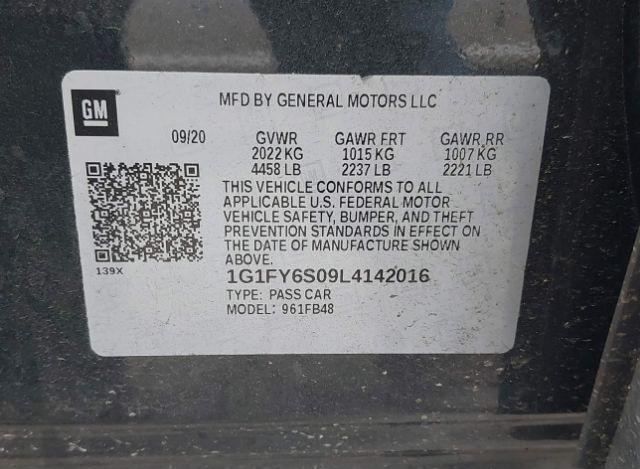 GM
MFD BY GENERAL MOTORS LLC
09/20 GVWR GAWR FRT GAWR RR
2022 KG 1015 KG 1007 KG
4458 LB 2237 LB 2221 LB
THIS VEHICLE CONFORMS TO ALL
APPLICABLE U.S. FEDERAL MOTOR
VEHICLE SAFETY, BUMPER, AND THEFT
PREVENTION STANDARDS IN EFFECT ON
THE DATE OF MANUFACTURE SHOWN
ABOVE.
139X
1G1FY6S09L4142016
TYPE: PASS CAR
MODEL: 961FB48